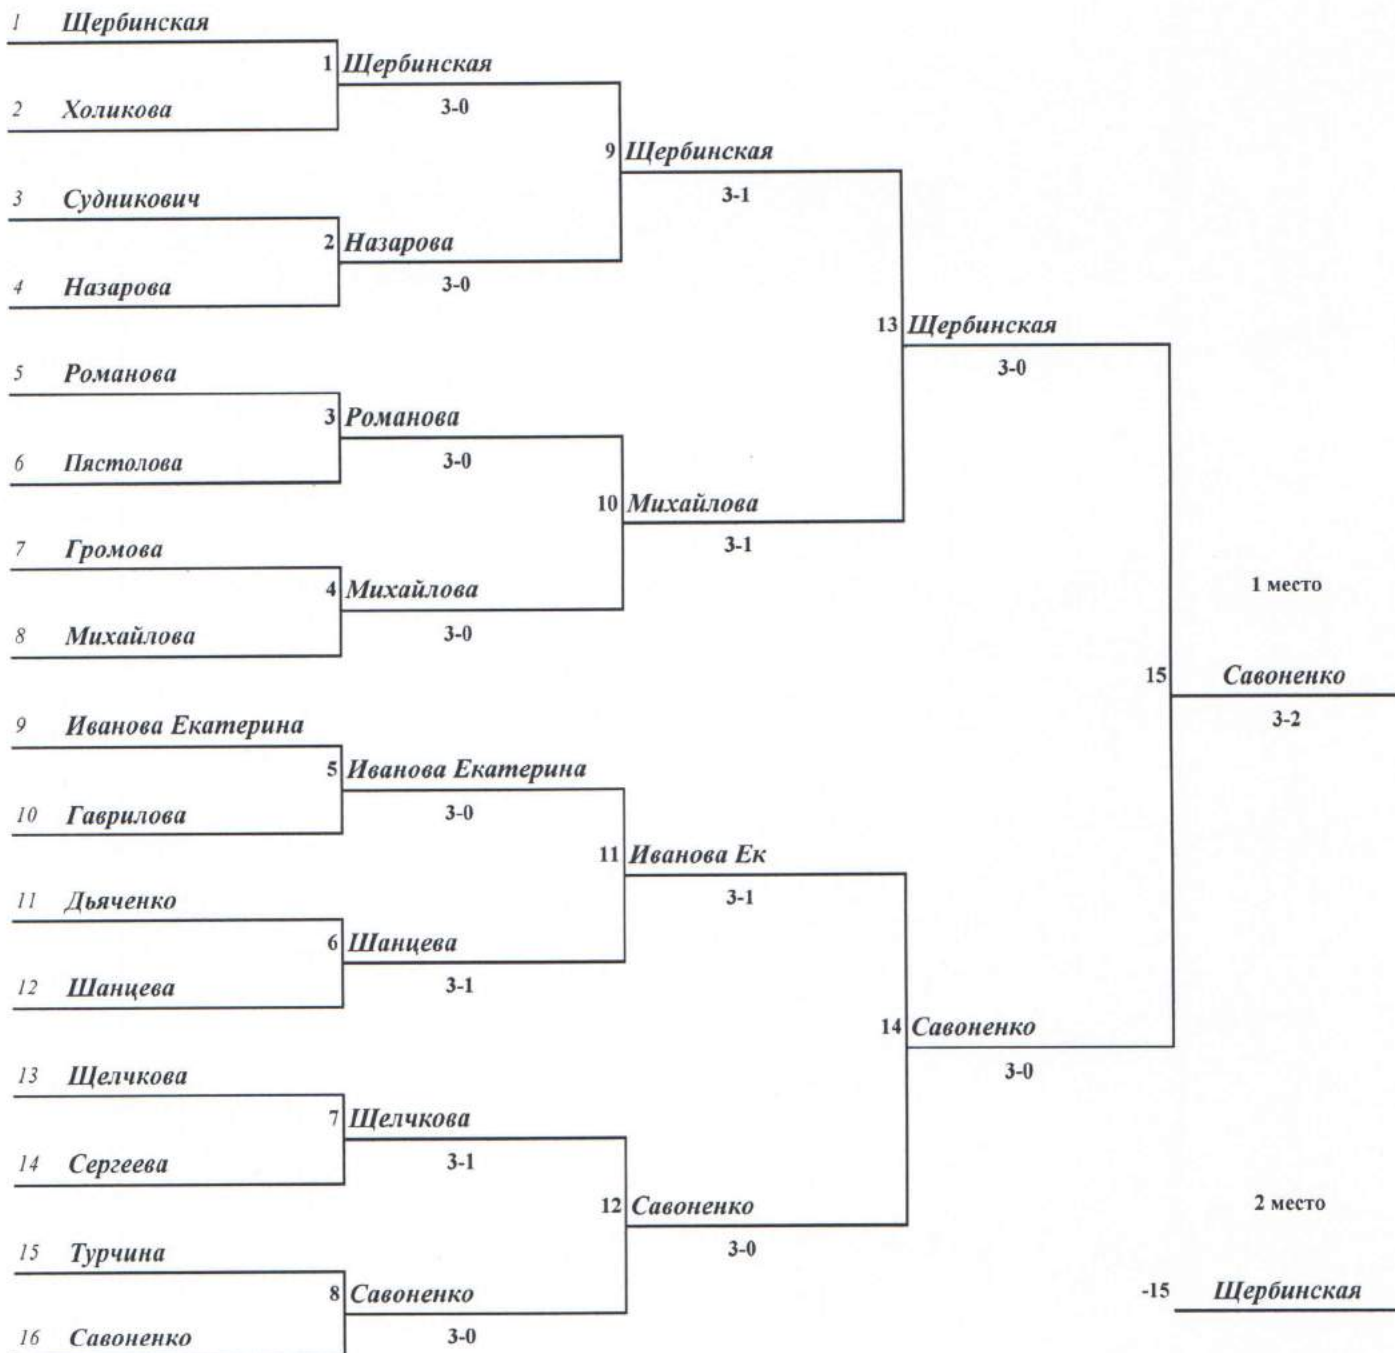 1 Щербинская
1 Щербинская
3-0
2 Холикова
9 Щербинская
3-1
3 Судникович
2 Назарова
3-0
4 Назарова
13 Щербинская
3-0
5 Романова
3 Романова
3-0
6 Пястолова
10 Михайлова
3-1
7 Громова
4 Михайлова
3-0
8 Михайлова
1 место
15 Савоненко
3-2
9 Иванова Екатерина
5 Иванова Екатерина
3-0
10 Гаврилова
11 Иванова Ек
3-1
11 Дьяченко
6 Шанцева
3-1
12 Шанцева
14 Савоненко
3-0
13 Щелчкова
7 Щелчкова
3-1
14 Сергеева
12 Савоненко
3-0
2 место
15 Турчина
8 Савоненко
3-0
-15 Щербинская
16 Савоненко